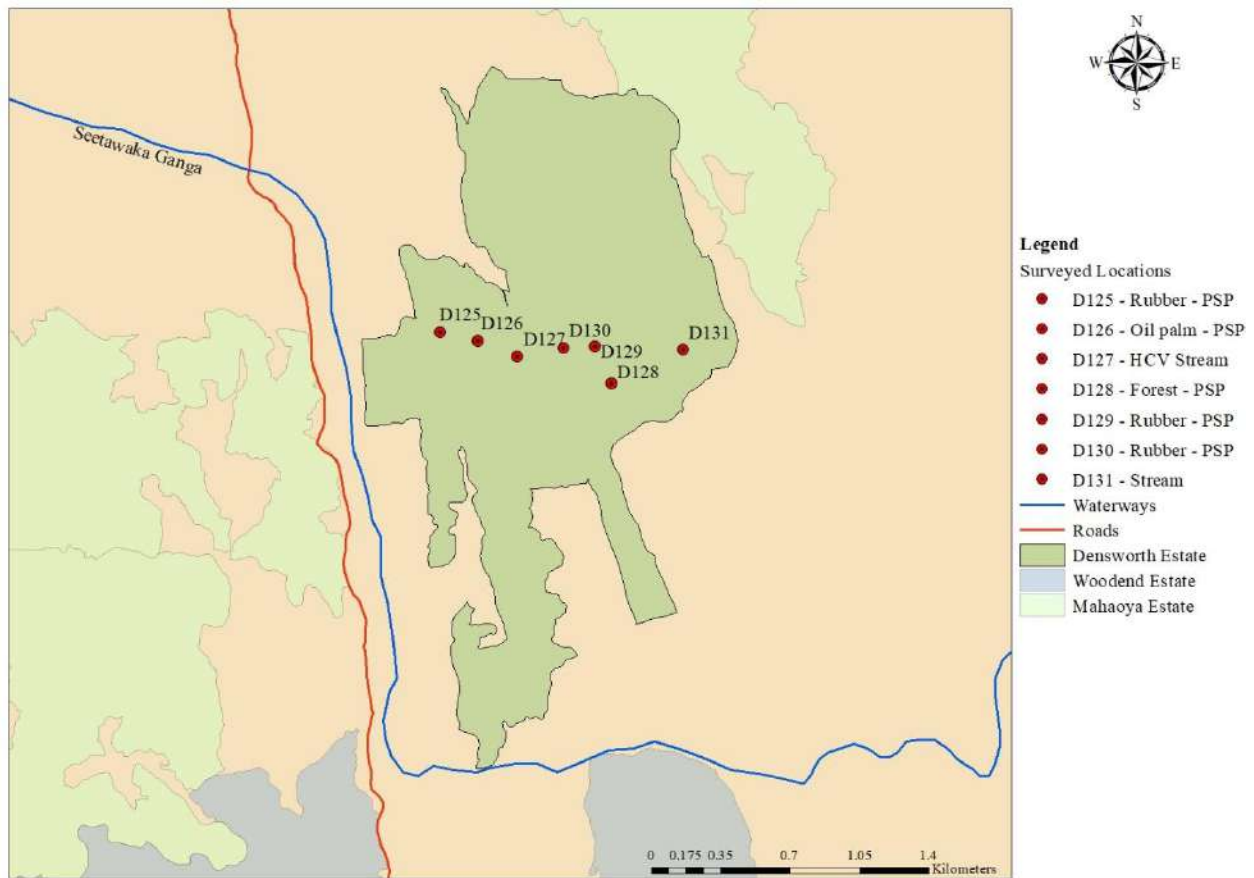 N
W E
S
Seetawaka Ganga
D125
D126
D127
D130
D129
D128
D131
Legend
Surveyed Locations
D125 - Rubber - PSP
D126 - Oil palm - PSP
D127 - HCV Stream
D128 - Forest - PSP
D129 - Rubber - PSP
D130 - Rubber - PSP
D131 - Stream
Waterways
Roads
Densworth Estate
Woodend Estate
Mahaoya Estate
0 0.175 0.35 0.7 1.05 1.4
Kilometers